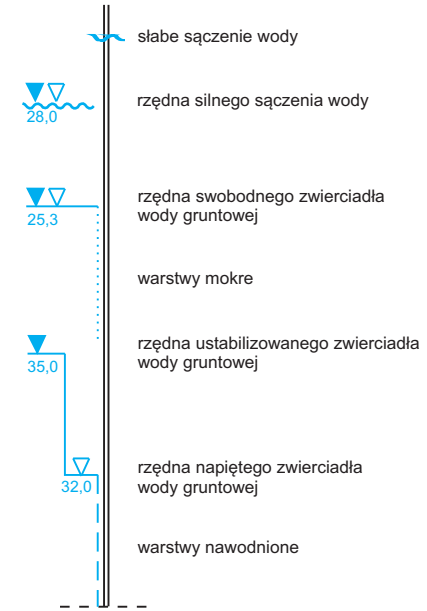 słabe sączenie wody
rzędna silnego sączenia wody
28,0
rzędna swobodnego zwierciadła
wody gruntowej
25,3
warstwy mokre
rzędna ustabilizowanego zwierciadła
wody gruntowej
35,0
rzędna napiętego zwierciadła
wody gruntowej
32,0
warstwy nawodnione